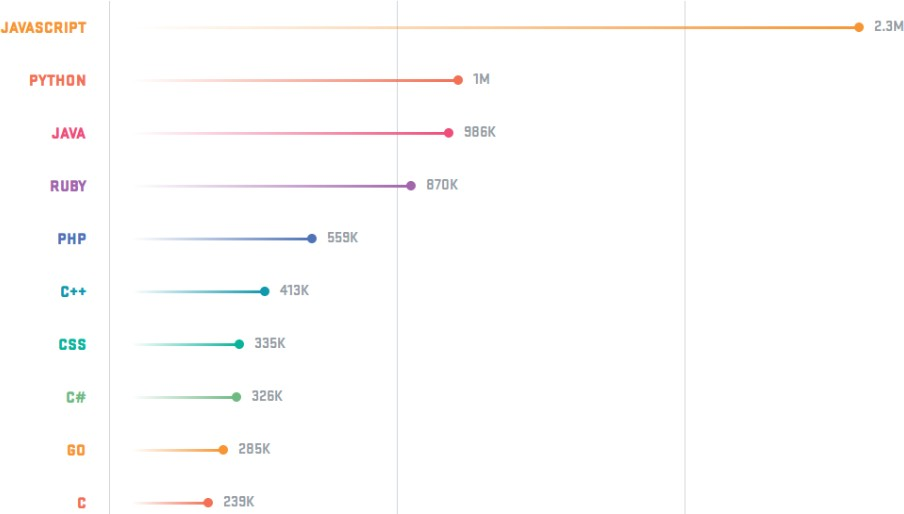 JAVASCRIPT 2.3M
PYTHON 1M
JAVA 986K
RUBY 870K
PHP 559K
C++ 413K
CSS 335K
C# 326K
GO 285K
C 239K